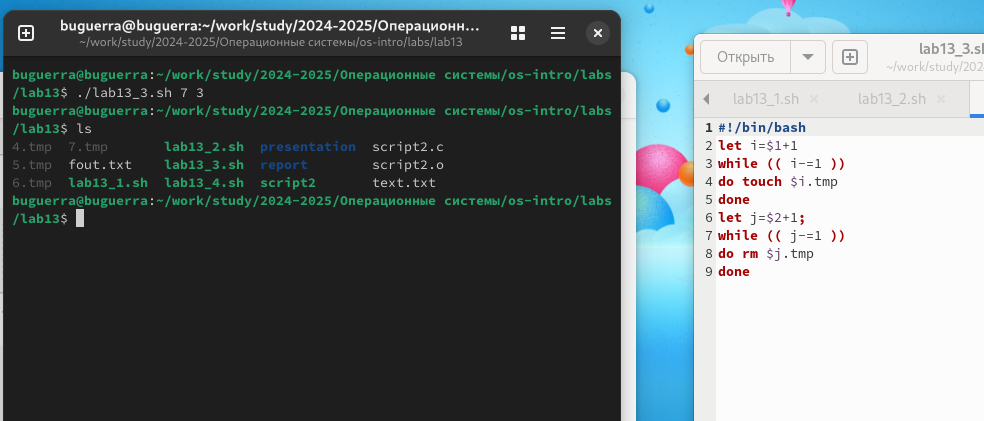 buguerra@buguerra:~/work/study/2024-2025/Операционн...
~/work/study/2024-2025/Операционные системы/os-intro/labs/lab13
buguerra@buguerra:~/work/study/2024-2025/Операционные системы/os-intro/labs
/lab13$ ./lab13_3.sh 7 3
buguerra@buguerra:~/work/study/2024-2025/Операционные системы/os-intro/labs
/lab13$ ls
4.tmp 7.tmp lab13_2.sh presentation script2.c
5.tmp fout.txt lab13_3.sh report script2.o
6.tmp lab13_1.sh lab13_4.sh script2 text.txt
buguerra@buguerra:~/work/study/2024-2025/Операционные системы/os-intro/labs
/lab13$
Открыть
lab13_3.sh
~/work/study/202
lab13_1.sh lab13_2.sh
1 #!/bin/bash
2 let i=$1+1
3 while (( i-=1 ))
4 do touch $i.tmp
5 done
6 let j=$2+1;
7 while (( j-=1 ))
8 do rm $j.tmp
9 done